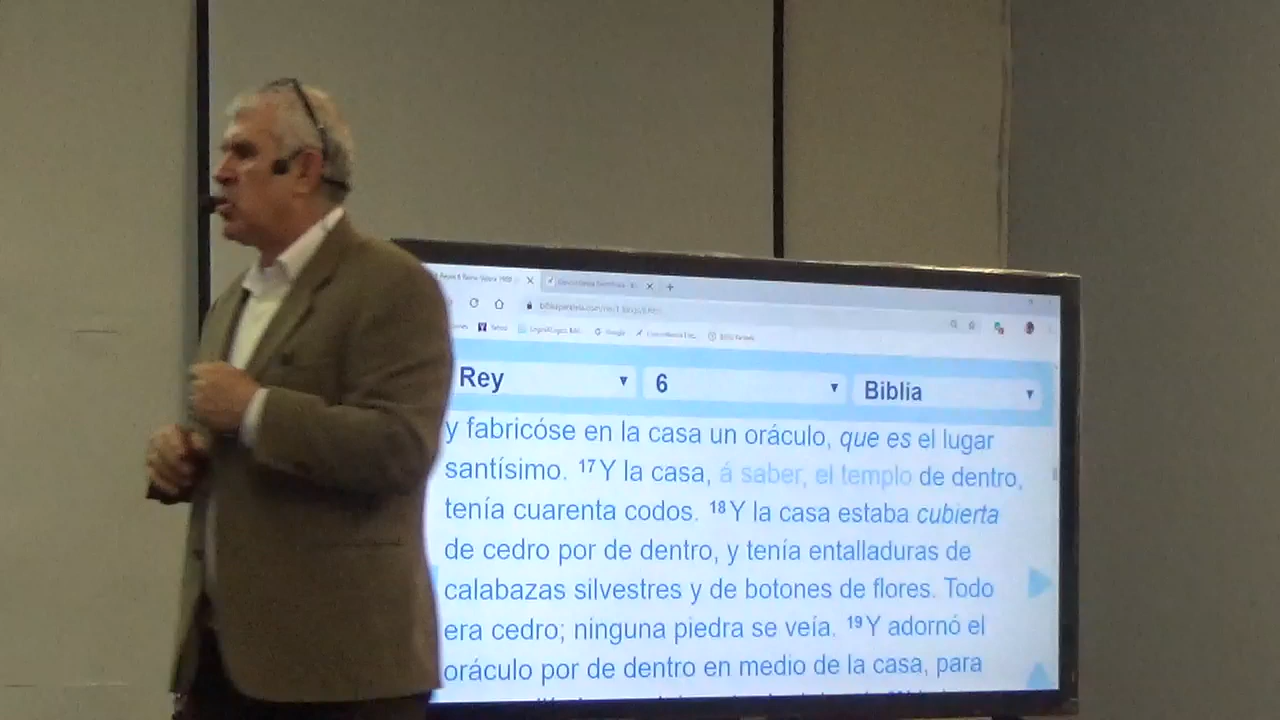 Google
Rey 6 Biblia
y fabricóse en la casa un oráculo, que es el lugar
santísimo. 17 Y la casa, á saber, el templo de dentro,
tenía cuarenta codos. 18 Y la casa estaba cubierta
de cedro por de dentro, y tenía entalladuras de
calabazas silvestres y de botones de flores. Todo
era cedro; ninguna piedra se veía. 19 Y adornó el
oráculo por de dentro en medio de la casa, para